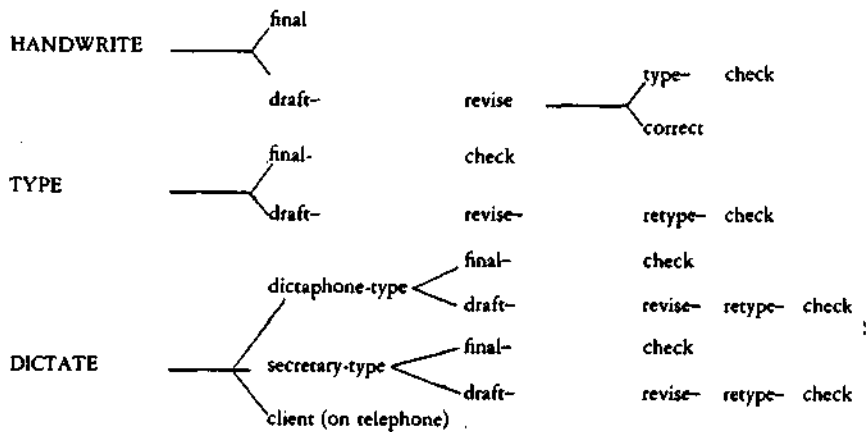 final
HANDWRITE
type– check
draft– revise
correct
final- check
TYPE
draft– revise– retype– check
final– check
dictaphone-type
draft– revise– retype– check
final– check
DICTATE secretary-type
draft– revise– retype– check
client (on telephone)